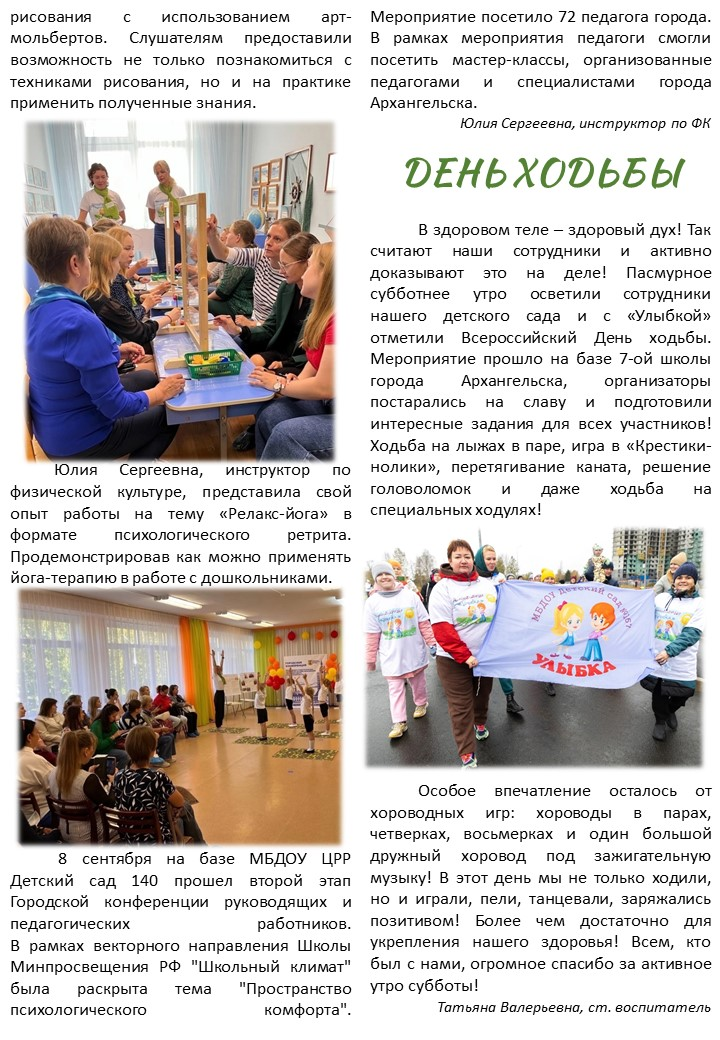 рисования с использованием арт-
мольбертов. Слушателям предоставили
возможность не только познакомиться с
техниками рисования, но и на практике
применить полученные знания.
Юлия Сергеевна, инструктор по
физической культуре, представила свой
опыт работы на тему «Релакс-йога» в
формате психологического ретрита.
Продемонстрировав как можно применять
йога-терапию в работе с дошкольниками.
8 сентября на базе МБДОУ ЦРР
Детский сад 140 прошел второй этап
Городской конференции руководящих и
педагогических работников.
В рамках векторного направления Школы
Минпросвещения РФ "Школьный климат"
была раскрыта тема "Пространство
психологического комфорта".
Мероприятие посетило 72 педагога города.
В рамках мероприятия педагоги смогли
посетить мастер-классы, организованные
педагогами и специалистами города
Архангельска.
Юлия Сергеевна, инструктор по ФК
ДЕНЬ ХОДЬБЫ
В здоровом теле – здоровый дух! Так
считают наши сотрудники и активно
доказывают это на деле! Пасмурное
субботнее утро осветили сотрудники
нашего детского сада и с «Улыбкой»
отметили Всероссийский День ходьбы.
Мероприятие прошло на базе 7-ой школы
города Архангельска, организаторы
постарались на славу и подготовили
интересные задания для всех участников!
Ходьба на лыжах в паре, игра в «Крестики-
нолики», перетягивание каната, решение
головоломок и даже ходьба на
специальных ходулях!
МБДОУ Детский сад №167
УЛЫБКА
Особое впечатление осталось от
хороводных игр: хороводы в парах,
четверках, восьмерках и один большой
дружный хоровод под зажигательную
музыку! В этот день мы не только ходили,
но и играли, пели, танцевали, заряжались
позитивом! Более чем достаточно для
укрепления нашего здоровья! Всем, кто
был с нами, огромное спасибо за активное
утро субботы!
Татьяна Валерьевна, ст. воспитатель